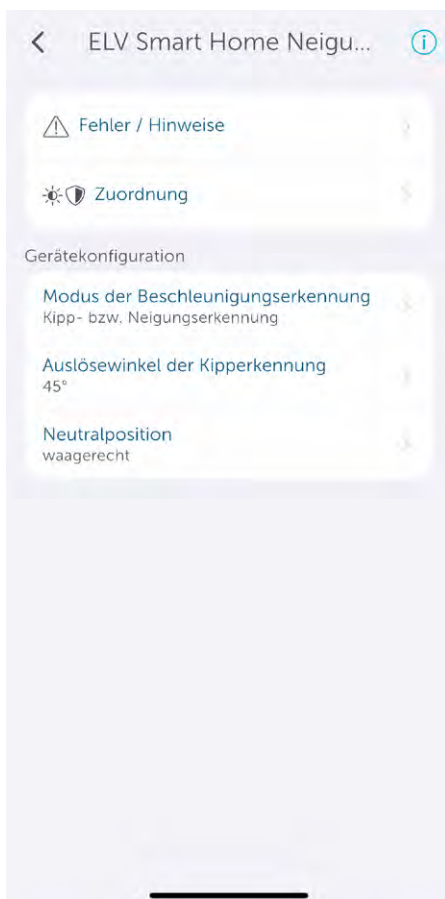 ELV Smart Home Neigu...
Fehler / Hinweise
Zuordnung
Gerätekonfiguration
Modus der Beschleunigungserkennung
Kipp- bzw. Neigungserkennung
Auslösewinkel der Kipperkennung
45°
Neutralposition
waagerecht